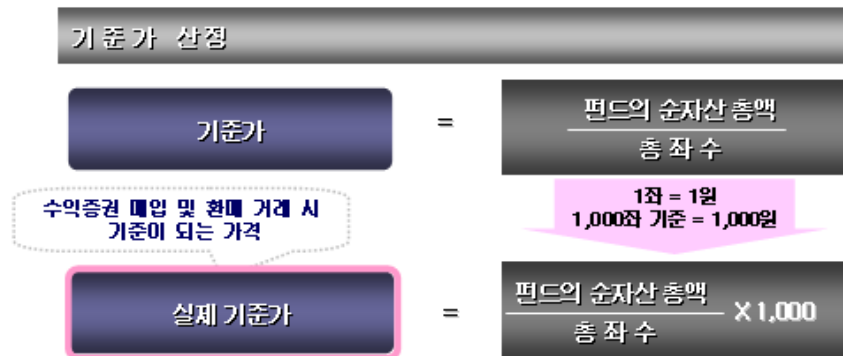 기준가 산정
기준가
=
펀드의 순자산 총액
총 좌 수
수익증권 매입 및 환매 거래 시
기준이 되는 가격
1좌 = 1원
1,000좌 기준 = 1,000원
실제 기준가
=
펀드의 순자산 총액
총 좌 수
X 1,000